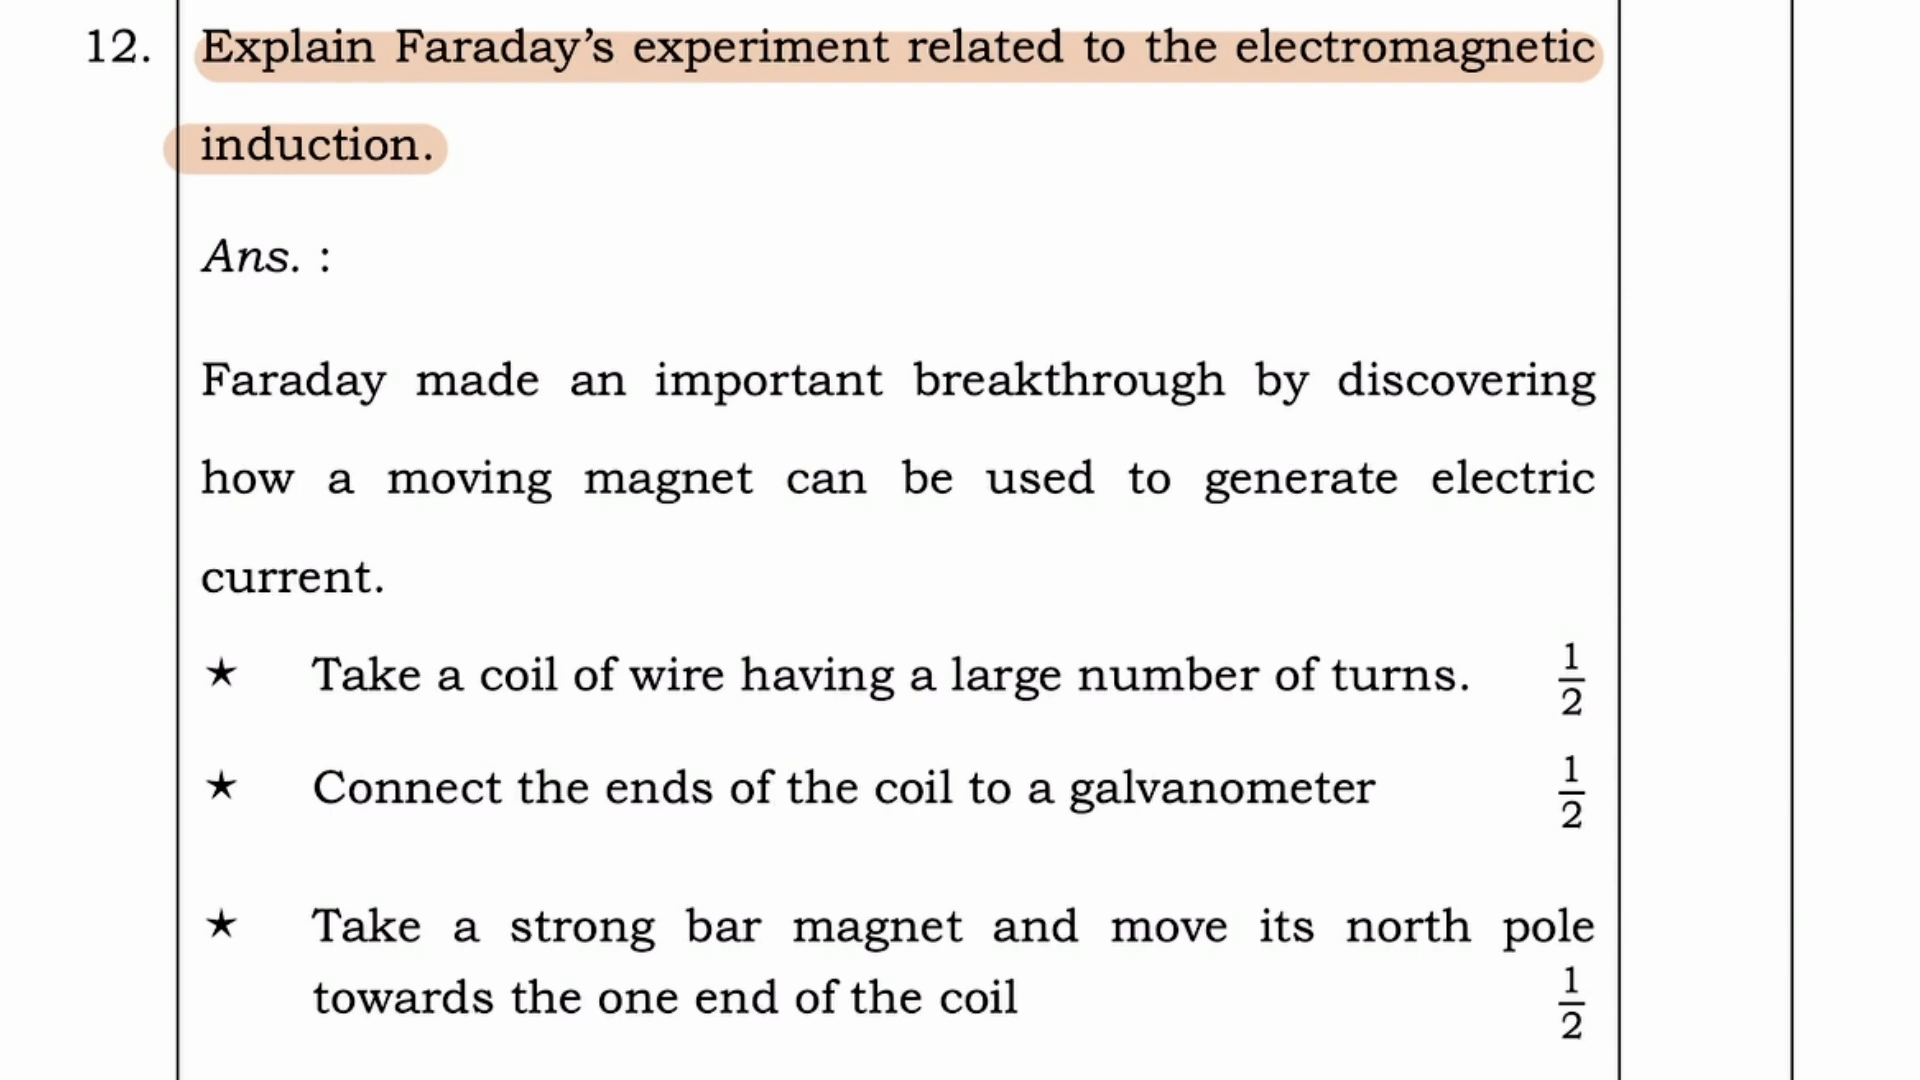 12. Explain Faraday’s experiment related to the electromagnetic
induction.
Ans. :
Faraday made an important breakthrough by discovering
how a moving magnet can be used to generate electric
current.
★ Take a coil of wire having a large number of turns. 1/2
★ Connect the ends of the coil to a galvanometer 1/2
★ Take a strong bar magnet and move its north pole
towards the one end of the coil 1/2